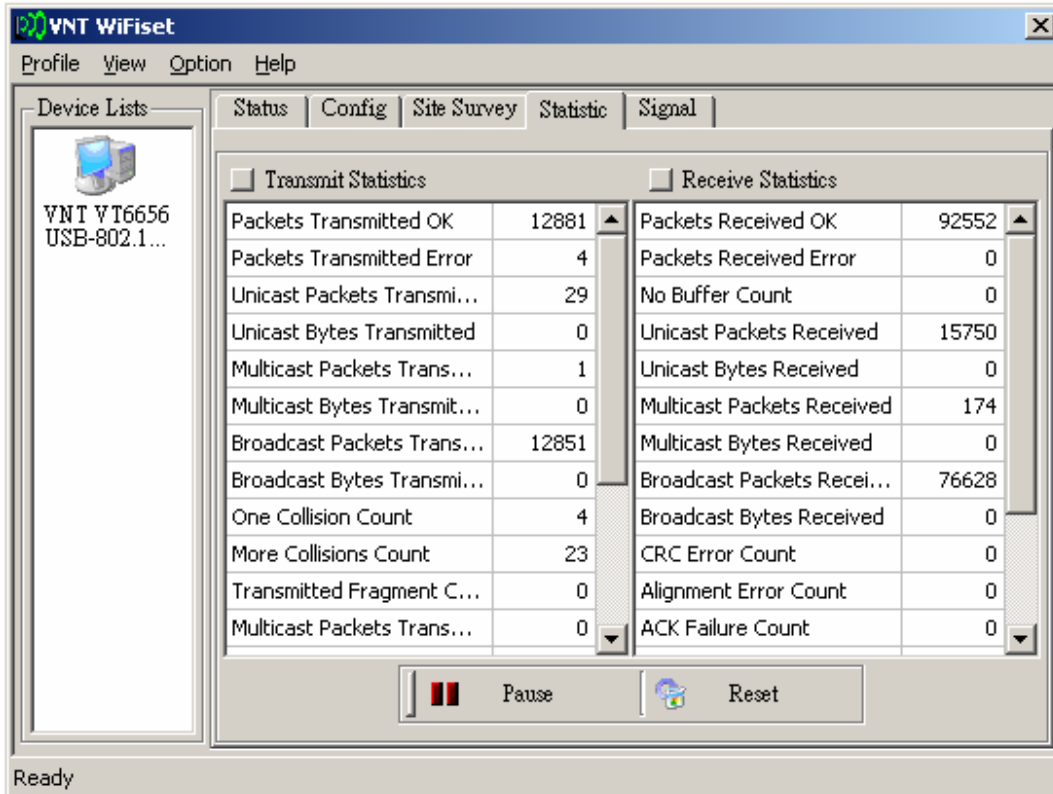 VNT WiFiset
Profile View Option Help
Device Lists
VNT VT6656
USB-802.1...
Status Config Site Survey Statistic Signal
Transmit Statistics
Packets Transmitted OK 12881
Packets Transmitted Error 4
Unicast Packets Transmi... 29
Unicast Bytes Transmitted 0
Multicast Packets Trans... 1
Multicast Bytes Transmit... 0
Broadcast Packets Trans... 12851
Broadcast Bytes Transmi... 0
One Collision Count 4
More Collisions Count 23
Transmitted Fragment C... 0
Multicast Packets Trans... 0
Receive Statistics
Packets Received OK 92552
Packets Received Error 0
No Buffer Count 0
Unicast Packets Received 15750
Unicast Bytes Received 0
Multicast Packets Received 174
Multicast Bytes Received 0
Broadcast Packets Recei... 76628
Broadcast Bytes Received 0
CRC Error Count 0
Alignment Error Count 0
ACK Failure Count 0
Pause Reset
Ready